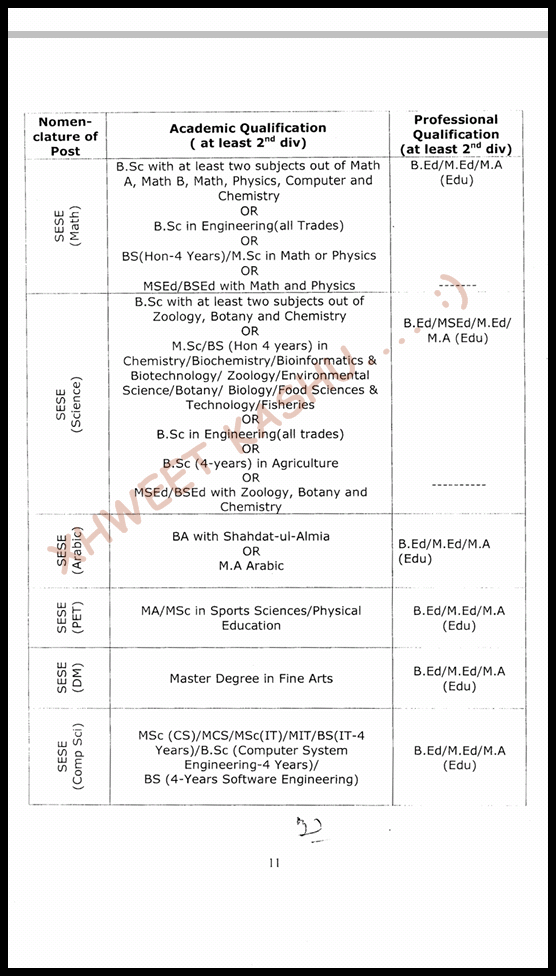 Nomen-
clature of
Post
Academic Qualification
( at least 2nd div)
Professional
Qualification
(at least 2nd div)
SESE
(Math)
B.Sc with at least two subjects out of Math
A, Math B, Math, Physics, Computer and
Chemistry
OR
B.Sc in Engineering(all Trades)
OR
BS(Hon-4 Years)/M.Sc in Math or Physics
OR
MSEd/BSEd with Math and Physics
B.Ed/M.Ed/M.A
(Edu)
-------
SESE
(Science)
B.Sc with at least two subjects out of
Zoology, Botany and Chemistry
OR
M.Sc/BS (Hon 4 years) in
Chemistry/Biochemistry/Bioinformatics &
Biotechnology/ Zoology/Environmental
Science/Botany/ Biology/Food Sciences &
Technology/Fisheries
OR
B.Sc in Engineering(all trades)
OR
B.Sc (4-years) in Agriculture
OR
MSEd/BSEd with Zoology, Botany and
Chemistry
B.Ed/MSEd/M.Ed/
M.A (Edu)
----------
SESE
(Arabic)
BA with Shahdat-ul-Almia
OR
M.A Arabic
B.Ed/M.Ed/M.A
(Edu)
SESE
(PET)
MA/MSc in Sports Sciences/Physical
Education
B.Ed/M.Ed/M.A
(Edu)
SESE
(DM)
Master Degree in Fine Arts
B.Ed/M.Ed/M.A
(Edu)
SESE
(Comp Sci)
MSc (CS)/MCS/MSc(IT)/MIT/BS(IT-4
Years)/B.Sc (Computer System
Engineering-4 Years)/
BS (4-Years Software Engineering)
B.Ed/M.Ed/M.A
(Edu)
XHWEET KASHU .... :)
11